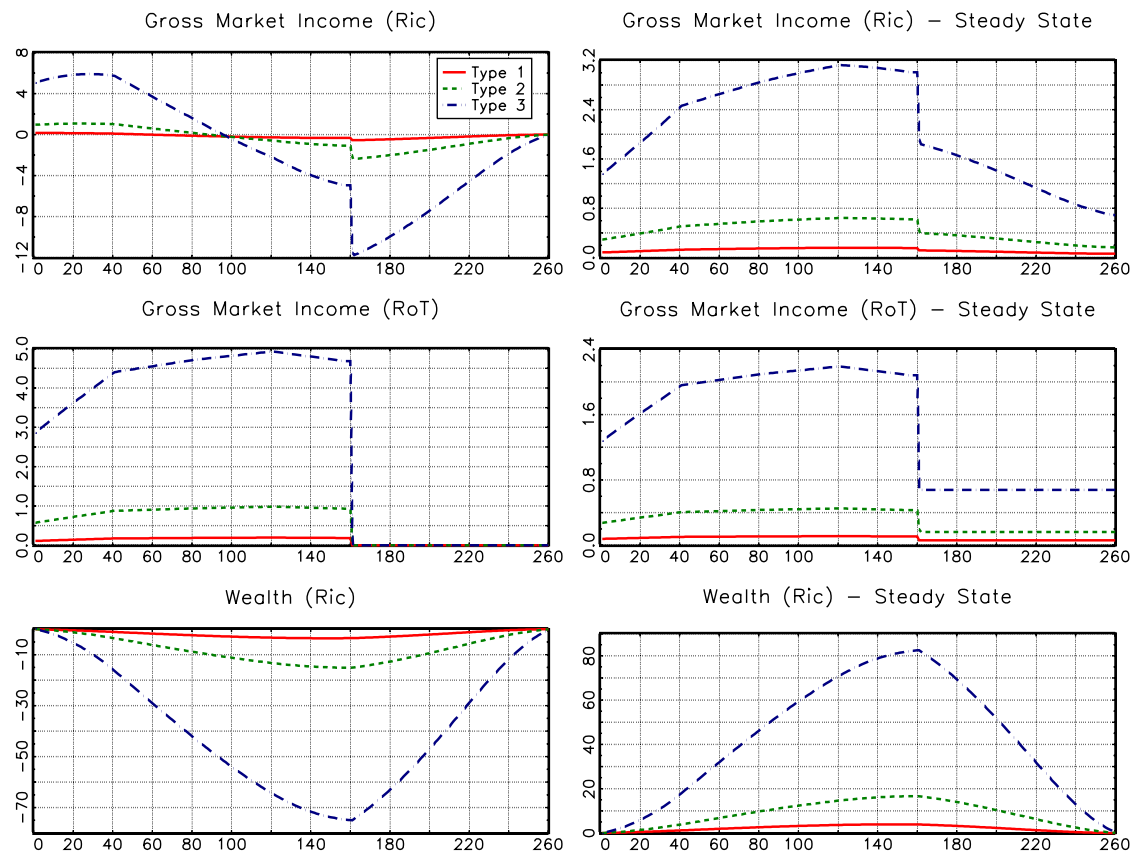 Gross Market Income (Ric)
8
4
0
-4
-8
-12
Type 1
Type 2
Type 3
0 20 40 60 80 100 140 180 220 260
Gross Market Income (Ric) – Steady State
3.2
2.4
1.6
0.8
0.0
0 20 40 60 80 100 140 180 220 260
Gross Market Income (RoT)
5.0
4.0
3.0
2.0
1.0
0.0
0 20 40 60 80 100 140 180 220 260
Gross Market Income (RoT) – Steady State
2.4
1.6
0.8
0.0
0 20 40 60 80 100 140 180 220 260
Wealth (Ric)
-10
-30
-50
-70
0 20 40 60 80 100 140 180 220 260
Wealth (Ric) – Steady State
80
60
40
20
0
0 20 40 60 80 100 140 180 220 260